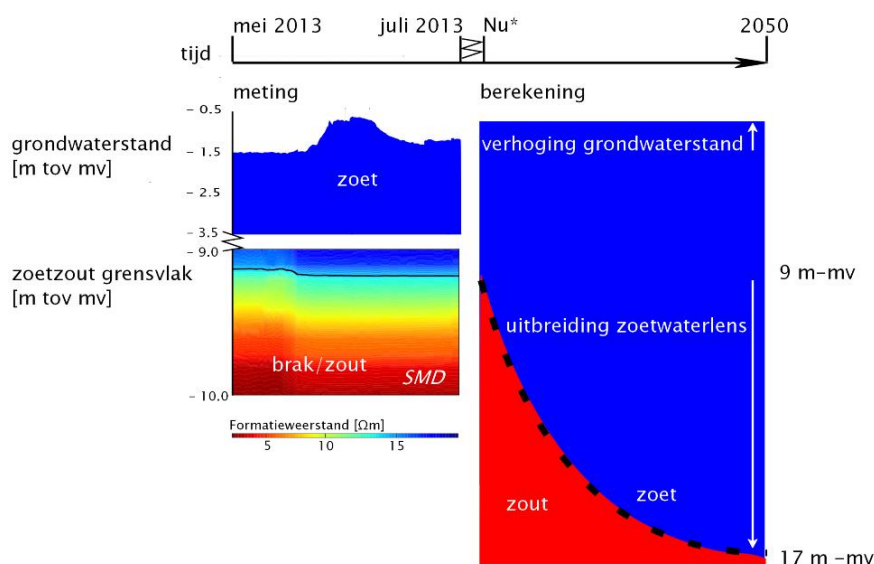 mei 2013 juli 2013 Nu* 2050
tijd
meting berekening
- 0.5
grondwaterstand
[m tov mv]
- 1.5
- 2.5
- 3.5
zoet
verhoging grondwaterstand
- 9.0
zoetzout grensvlak
[m tov mv]
9 m-mv
uitbreiding zoetwaterlens
brak/zout SMD
- 10.0
Formatieweerstand [Ωm]
5 10 15
zout zoet
17 m -mv